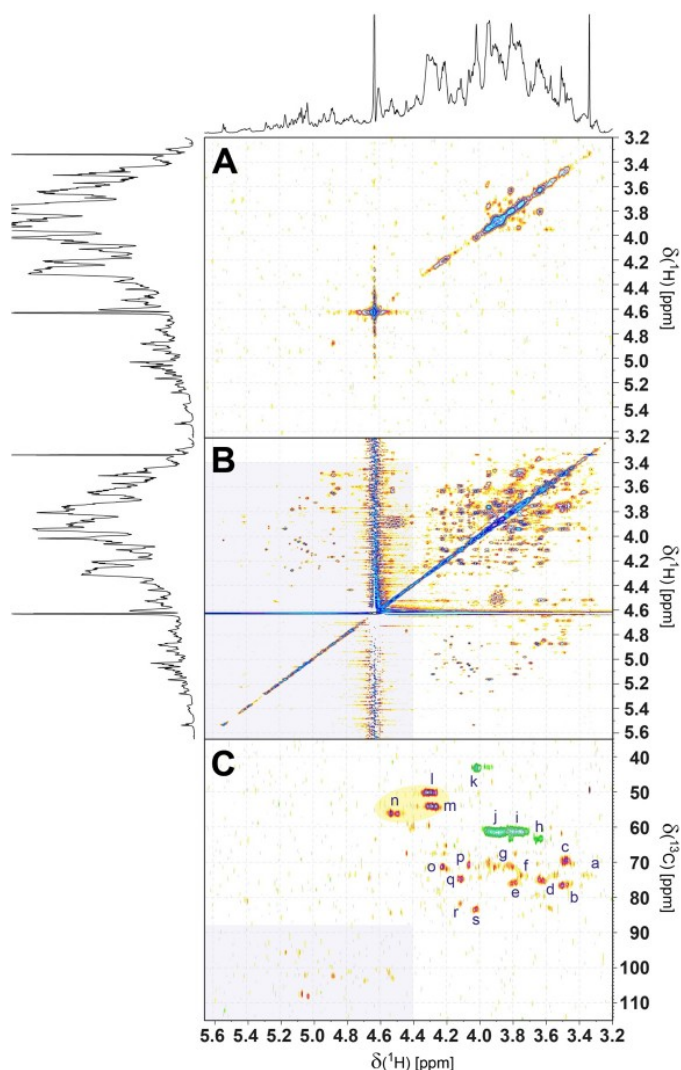 A
3.2
3.4
3.6
3.8
4.0
4.2
4.4
4.6
4.8
5.0
5.2
5.4
3.2
δ(¹H) [ppm]
B
3.4
3.6
3.8
4.0
4.2
4.4
4.6
4.8
5.0
5.2
5.4
5.6
δ(¹H) [ppm]
C
40
50
60
70
80
90
100
110
δ(¹³C) [ppm]
k
l
n
m
j i h
g
c
a
p
f
o
q
e
d
b
r
s
5.6 5.4 5.2 5.0 4.8 4.6 4.4 4.2 4.0 3.8 3.6 3.4 3.2
δ(¹H) [ppm]